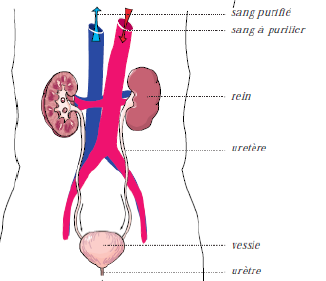 sang purifié
sang à purifier
rein
uretère
vessie
urètre